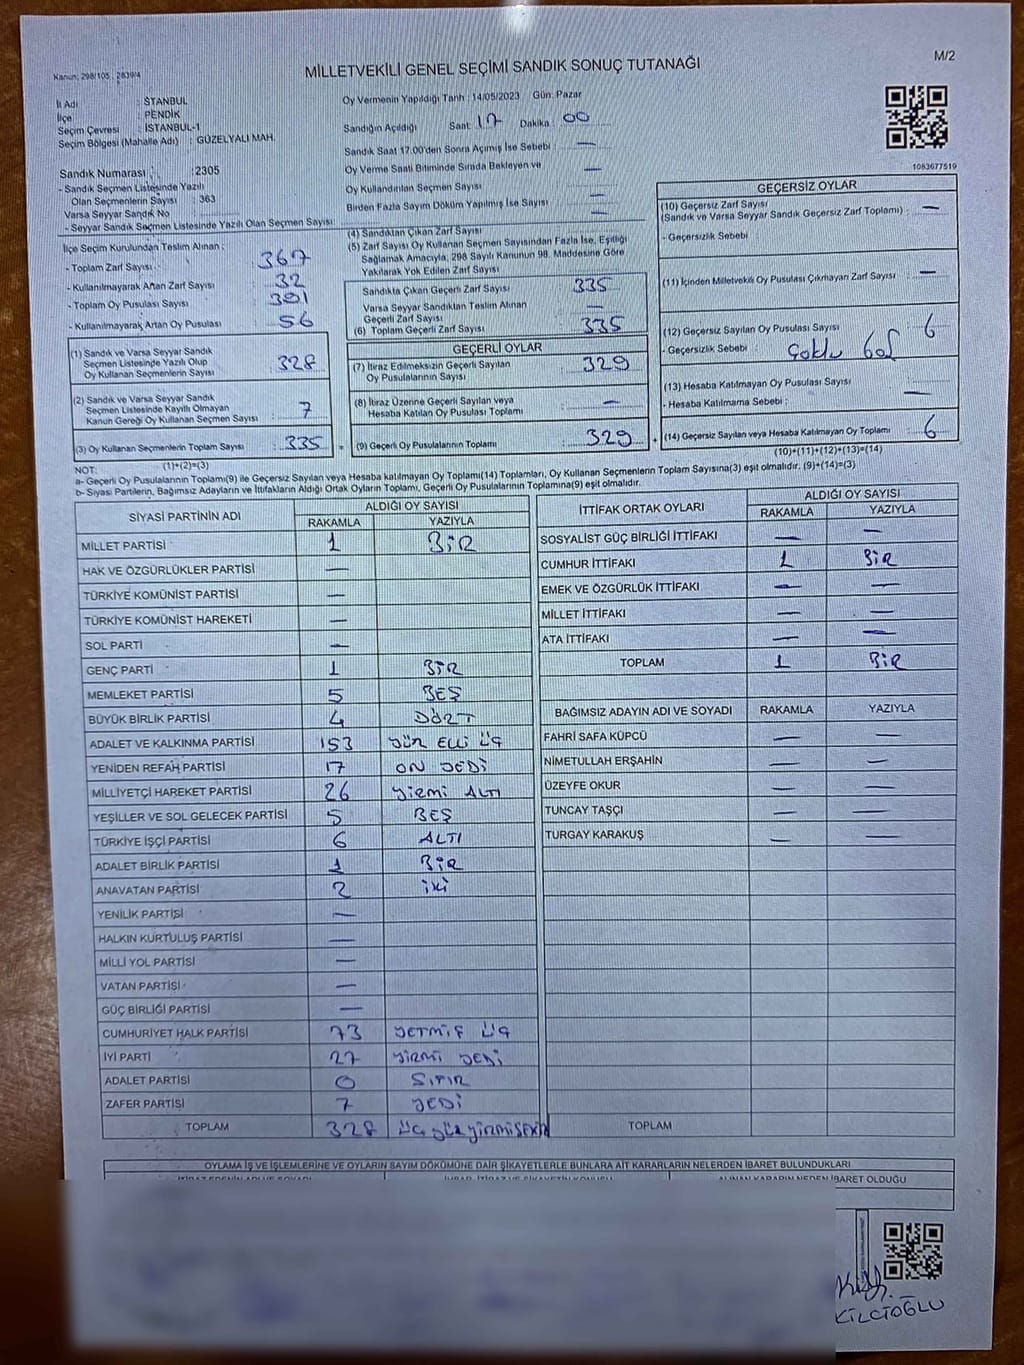 Kanun: 298/105 , 2839/4
MİLLETVEKİLİ GENEL SEÇİMİ SANDIK SONUÇ TUTANAĞI
M/2
İl Adı : İSTANBUL
İlçe : PENDİK
Seçim Çevresi : İSTANBUL-1
Seçim Bölgesi (Mahalle Adı) : GÜZELYALI MAH.
Sandık Numarası : 2305
- Sandık Seçmen Listesinde Yazılı
Olan Seçmenlerin Sayısı : 363
Varsa Seyyar Sandık No
- Seyyar Sandık Seçmen Listesinde Yazılı Olan Seçmen Sayısı:
Oy Vermenin Yapıldığı Tarih : 14/05/2023 Gün: Pazar
Sandığın Açıldığı Saat: 17 Dakika : 00
Sandık Saat 17.00'den Sonra Açımış İse Sebebi : —
Oy Verme Saati Bitiminde Sırada Bekleyen ve
Oy Kullandırılan Seçmen Sayısı —
Birden Fazla Sayım Döküm Yapılmış İse Sayısı —
1083677519
İlçe Seçim Kurulundan Teslim Alınan :
- Toplam Zarf Sayısı : 367
- Kullanılmayarak Artan Zarf Sayısı : 32
- Toplam Oy Pusulası Sayısı : 391
- Kullanılmayarak Artan Oy Pusulası : 56
(1) Sandık ve Varsa Seyyar Sandık
Seçmen Listesinde Yazılı Olup
Oy Kullanan Seçmenlerin Sayısı : 328
(2) Sandık ve Varsa Seyyar Sandık
Seçmen Listesinde Kayıtlı Olmayan
Kanun Gereği Oy Kullanan Seçmen Sayısı : 7
(3) Oy Kullanan Seçmenlerin Toplam Sayısı : 335
(1)+(2)=(3)
(4) Sandıktan Çıkan Zarf Sayısı —
(5) Zarf Sayısı Oy Kullanan Seçmen Sayısından Fazla İse, Eşitliği
Sağlamak Amacıyla, 298 Sayılı Kanunun 98. Maddesine Göre
Yakılarak Yok Edilen Zarf Sayısı
Sandıkta Çıkan Geçerli Zarf Sayısı : 335
Varsa Seyyar Sandıktan Teslim Alınan
Geçerli Zarf Sayısı : —
(6) Toplam Geçerli Zarf Sayısı : 335
GEÇERLİ OYLAR
(7) İtiraz Edilmeksizin Geçerli Sayılan
Oy Pusulalarının Sayısı : 329
(8) İtiraz Üzerine Geçerli Sayılan veya
Hesaba Katılan Oy Pusulası Toplamı : —
= (9) Geçerli Oy Pusulalarının Toplamı : 329
GEÇERSİZ OYLAR
(10) Geçersiz Zarf Sayısı
(Sandık ve Varsa Seyyar Sandık Geçersiz Zarf Toplamı) : —
- Geçersizlik Sebebi :
(11) İçinden Milletvekili Oy Pusulası Çıkmayan Zarf Sayısı : —
(12) Geçersiz Sayılan Oy Pusulası Sayısı : 6
- Geçersizlik Sebebi :
(13) Hesaba Katılmayan Oy Pusulası Sayısı : —
- Hesaba Katılmama Sebebi :
+ (14) Geçersiz Sayılan veya Hesaba Katılmayan Oy Toplamı : 6
(10)+(11)+(12)+(13)=(14)
NOT:
a- Geçerli Oy Pusulalarının Toplamı(9) ile Geçersiz Sayılan veya Hesaba katılmayan Oy Toplamı(14) Toplamları, Oy Kullanan Seçmenlerin Toplam Sayısına(3) eşit olmalıdır. (9)+(14)=(3)
b- Siyasi Partilerin, Bağımsız Adayların ve İttifakların Aldığı Ortak Oyların Toplamı, Geçerli Oy Pusulalarının Toplamına(9) eşit olmalıdır.
SİYASİ PARTİNİN ADI ALDIĞI OY SAYISI
RAKAMLA YAZIYLA
MİLLET PARTİSİ 1 BİR
HAK VE ÖZGÜRLÜKLER PARTİSİ —
TÜRKİYE KOMÜNİST PARTİSİ —
TÜRKİYE KOMÜNİST HAREKETİ —
SOL PARTİ —
GENÇ PARTİ 1 BİR
MEMLEKET PARTİSİ 5 BEŞ
BÜYÜK BİRLİK PARTİSİ 4 DÖRT
ADALET VE KALKINMA PARTİSİ 153 YÜZ ELLİ ÜÇ
YENİDEN REFAH PARTİSİ 17 ON YEDİ
MİLLİYETÇİ HAREKET PARTİSİ 26 YİRMİ ALTI
YEŞİLLER VE SOL GELECEK PARTİSİ 5 BEŞ
TÜRKİYE İŞÇİ PARTİSİ 6 ALTI
ADALET BİRLİK PARTİSİ 1 BİR
ANAVATAN PARTİSİ 2 İKİ
YENİLİK PARTİSİ —
HALKIN KURTULUŞ PARTİSİ —
MİLLİ YOL PARTİSİ —
VATAN PARTİSİ —
GÜÇ BİRLİĞİ PARTİSİ —
CUMHURİYET HALK PARTİSİ 73 YETMİŞ ÜÇ
İYİ PARTİ 27 YİRMİ YEDİ
ADALET PARTİSİ 0 SIFIR
ZAFER PARTİSİ 7 YEDİ
TOPLAM 328 ÜÇ YÜZ YİRMİSEKİZ
İTTİFAK ORTAK OYLARI ALDIĞI OY SAYISI
RAKAMLA YAZIYLA
SOSYALİST GÜÇ BİRLİĞİ İTTİFAKI — —
CUMHUR İTTİFAKI 1 BİR
EMEK VE ÖZGÜRLÜK İTTİFAKI — —
MİLLET İTTİFAKI — —
ATA İTTİFAKI — —
TOPLAM 1 BİR
BAĞIMSIZ ADAYIN ADI VE SOYADI RAKAMLA YAZIYLA
FAHRİ SAFA KÜPCÜ — —
NİMETULLAH ERŞAHİN — —
ÜZEYFE OKUR — —
TUNCAY TAŞÇI — —
TURGAY KARAKUŞ — —
TOPLAM
OYLAMA İŞ VE İŞLEMLERİNE VE OYLARIN SAYIM DÖKÜMÜNE DAİR ŞİKAYETLERLE BUNLARA AİT KARARLARIN NELERDEN İBARET BULUNDUKLARI
ALINAN KARARIN NEDEN İBARET OLDUĞU
KILCIOĞLU